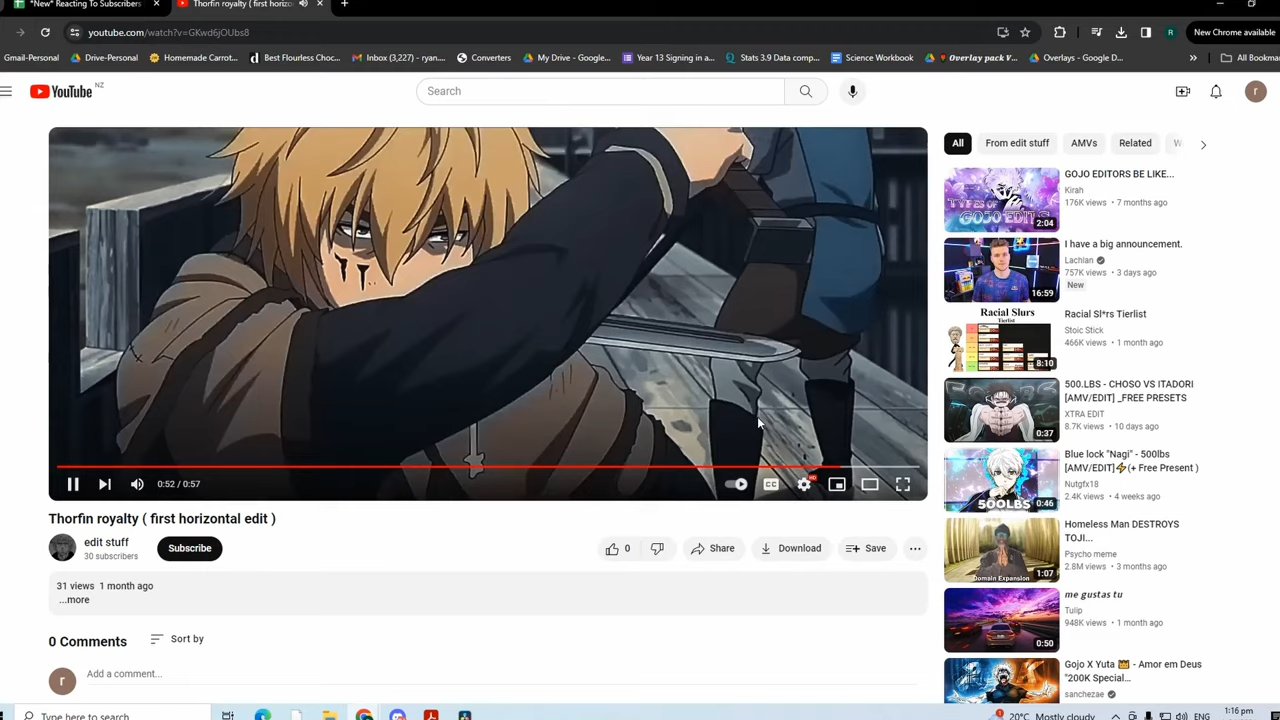 *New* Reacting To Subscribers
Thorfin royalty ( first horizo
youtube.com/watch?v=GKwd6jOUbs8
New Chrome available
Gmail-Personal
Drive-Personal
Homemade Carrot...
Best Flourless Choc...
Inbox (3,227) - ryan....
Converters
My Drive - Google...
Year 13 Signing in a...
Stats 3.9 Data comp...
Science Workbook
Overlay pack V...
Overlays - Google D...
All Bookmar
YouTube NZ
Search
r
All
From edit stuff
AMVs
Related
TYPES OF
GOJO EDITS
2:04
GOJO EDITORS BE LIKE...
Kirah
176K views • 7 months ago
16:59
I have a big announcement.
Lachlan
757K views • 3 days ago
New
Racial Slurs
Tierlist
8:10
Racial Sl*rs Tierlist
Stoic Stick
466K views • 1 month ago
0:37
500.LBS - CHOSO VS ITADORI
[AMV/EDIT] _FREE PRESETS
XTRA EDIT
8.7K views • 10 days ago
500LBS
0:46
Blue lock "Nagi" - 500lbs
[AMV/EDIT]⚡(+ Free Present )
Nutgfx18
2.4K views • 4 weeks ago
Domain Expansion
1:07
Homeless Man DESTROYS
TOJI...
Psycho meme
2.8M views • 3 months ago
0:50
me gustas tu
Tulip
948K views • 1 month ago
Gojo X Yuta 👑 - Amor em Deus
"200K Special...
sanchezae
0:52 / 0:57
CC
HD
Thorfin royalty ( first horizontal edit )
edit stuff
30 subscribers
Subscribe
0
Share
Download
Save
31 views 1 month ago
...more
0 Comments
Sort by
r
Add a comment...
Type here to search
20°C Mostly cloudy
ENG
1:16 pm